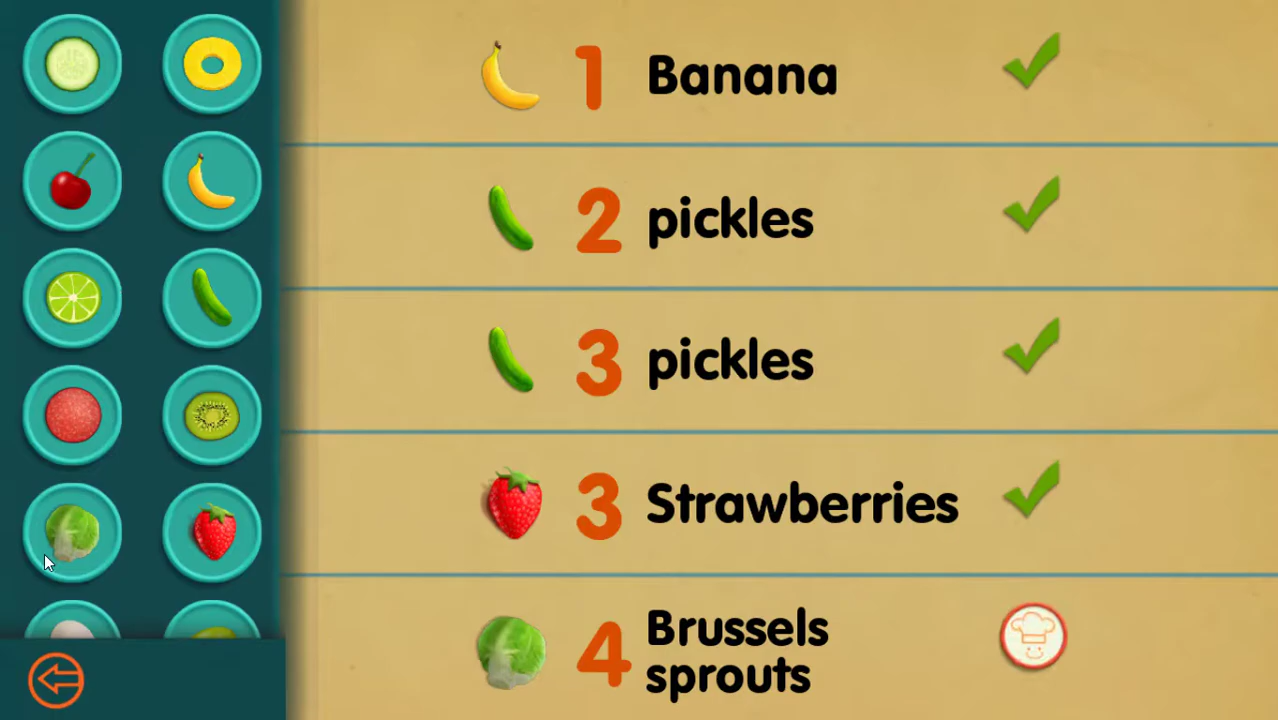 1 Banana
2 pickles
3 pickles
3 Strawberries
4 Brussels
sprouts